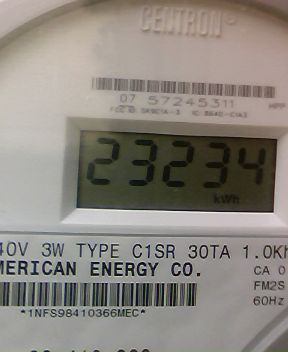 CENTRON
07 57245311
HPP
23234
kWh
40V 3W TYPE C1SR 30TA 1.0K
MERICAN ENERGY CO.
CA 0
FM2S
60Hz
*1NFS98410366MEC*